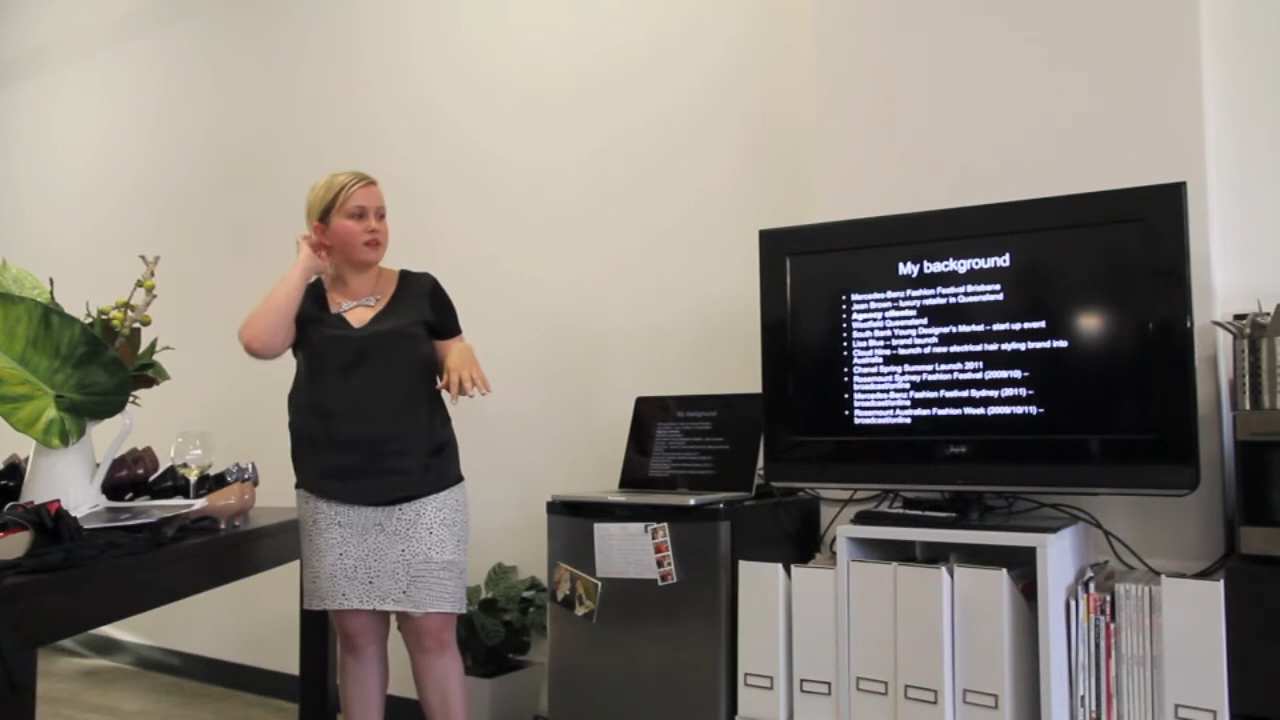 My background
• Mercedes-Benz Fashion Festival Brisbane
• Jean Brown – luxury retailer in Queensland
• Agency clients:
• Westfield Queensland
• South Bank Young Designer's Market – start up event
• Lisa Blue – brand launch
• Cloud Nine – launch of new electrical hair styling brand into
Australia
• Chanel Spring Summer Launch 2011
• Rosemount Sydney Fashion Festival (2009/10) –
broadcast/online
• Mercedes-Benz Fashion Festival Sydney (2011) –
broadcast/online
• Rosemount Australian Fashion Week (2009/10/11) –
broadcast/online
My background